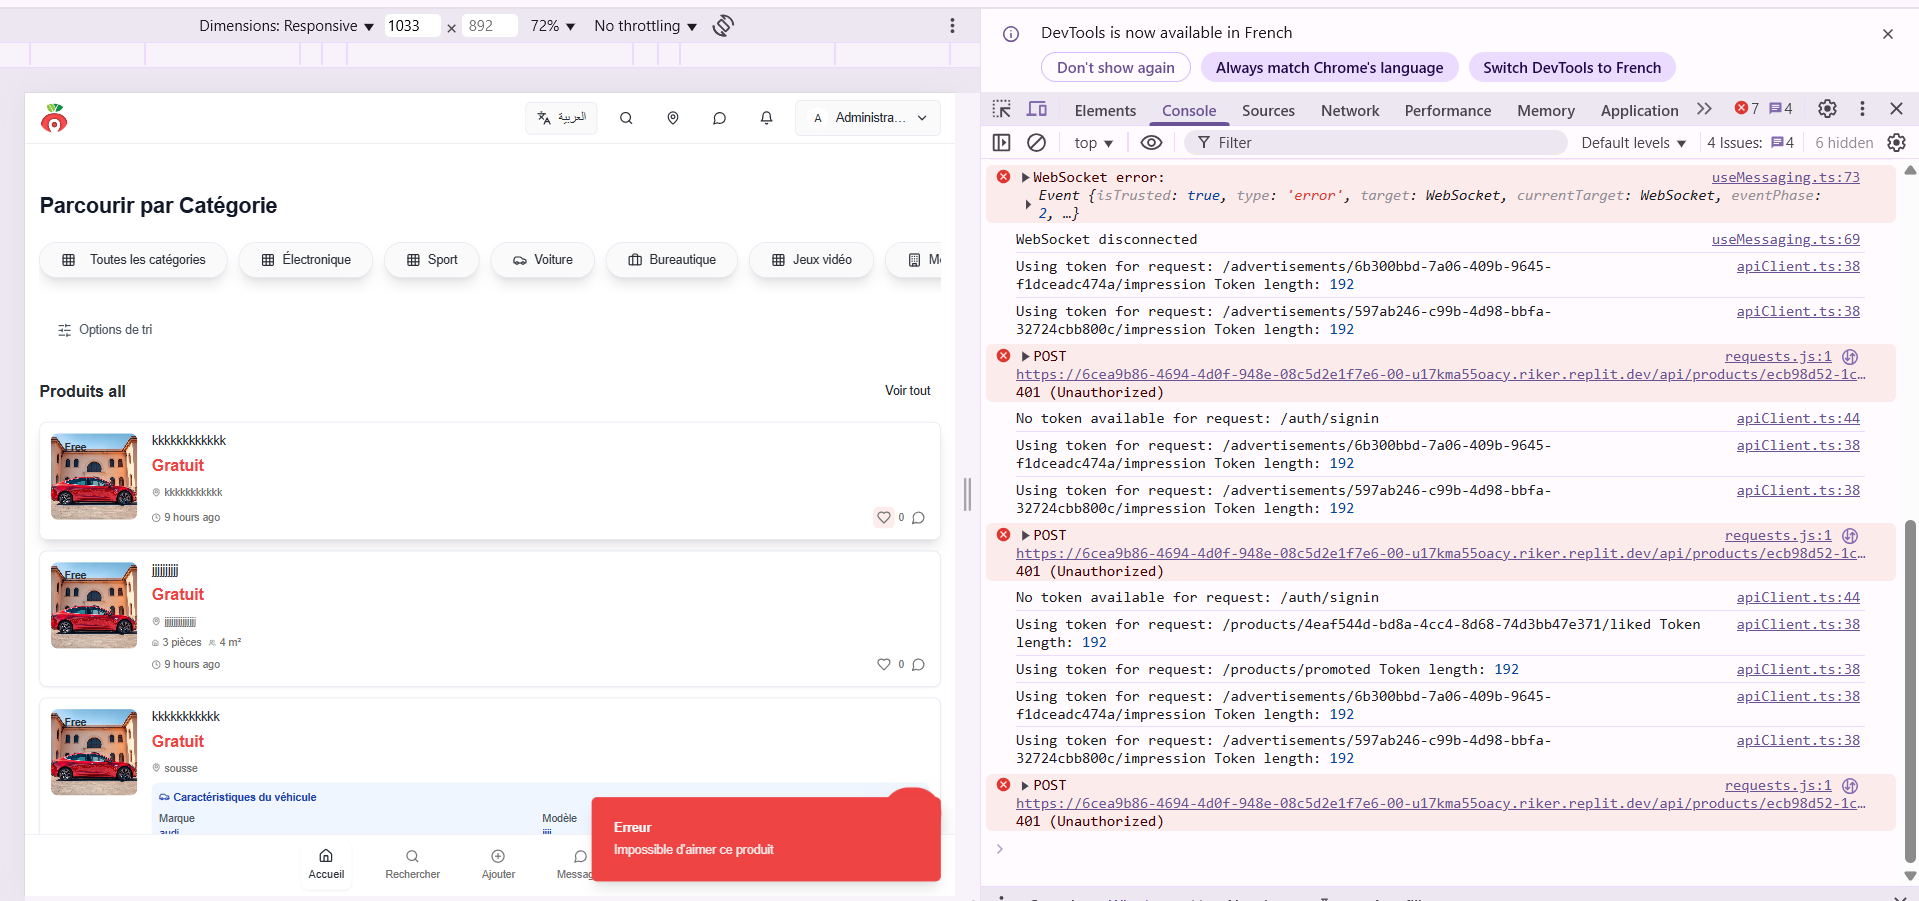 Dimensions: Responsive ▼ 1033 × 892 72% ▼ No throttling ▼
العربية
A Administra...
Parcourir par Catégorie
Toutes les catégories
Électronique
Sport
Voiture
Bureautique
Jeux vidéo
Options de tri
Produits all
Voir tout
Free
kkkkkkkkkkkk
Gratuit
kkkkkkkkkkk
9 hours ago
0
Free
Gratuit
3 pièces 4 m²
9 hours ago
0
Free
kkkkkkkkkkk
Gratuit
sousse
Caractéristiques du véhicule
Marque
Modèle
audi
Erreur
Impossible d'aimer ce produit
Accueil
Rechercher
Ajouter
Messag
DevTools is now available in French
Don't show again
Always match Chrome's language
Switch DevTools to French
Elements Console Sources Network Performance Memory Application 7 4
top ▼ Filter Default levels ▼ 4 Issues: 4 6 hidden
WebSocket error: useMessaging.ts:73
Event {isTrusted: true, type: 'error', target: WebSocket, currentTarget: WebSocket, eventPhase:
2, …}
WebSocket disconnected useMessaging.ts:69
Using token for request: /advertisements/6b300bbd-7a06-409b-9645- apiClient.ts:38
f1dceadc474a/impression Token length: 192
Using token for request: /advertisements/597ab246-c99b-4d98-bbfa- apiClient.ts:38
32724cbb800c/impression Token length: 192
POST requests.js:1
https://6cea9b86-4694-4d0f-948e-08c5d2e1f7e6-00-u17kma55oacy.riker.replit.dev/api/products/ecb98d52-1c…
401 (Unauthorized)
No token available for request: /auth/signin apiClient.ts:44
Using token for request: /advertisements/6b300bbd-7a06-409b-9645- apiClient.ts:38
f1dceadc474a/impression Token length: 192
Using token for request: /advertisements/597ab246-c99b-4d98-bbfa- apiClient.ts:38
32724cbb800c/impression Token length: 192
POST requests.js:1
https://6cea9b86-4694-4d0f-948e-08c5d2e1f7e6-00-u17kma55oacy.riker.replit.dev/api/products/ecb98d52-1c…
401 (Unauthorized)
No token available for request: /auth/signin apiClient.ts:44
Using token for request: /products/4eaf544d-bd8a-4cc4-8d68-74d3bb47e371/liked Token apiClient.ts:38
length: 192
Using token for request: /products/promoted Token length: 192 apiClient.ts:38
Using token for request: /advertisements/6b300bbd-7a06-409b-9645- apiClient.ts:38
f1dceadc474a/impression Token length: 192
Using token for request: /advertisements/597ab246-c99b-4d98-bbfa- apiClient.ts:38
32724cbb800c/impression Token length: 192
POST requests.js:1
https://6cea9b86-4694-4d0f-948e-08c5d2e1f7e6-00-u17kma55oacy.riker.replit.dev/api/products/ecb98d52-1c…
401 (Unauthorized)